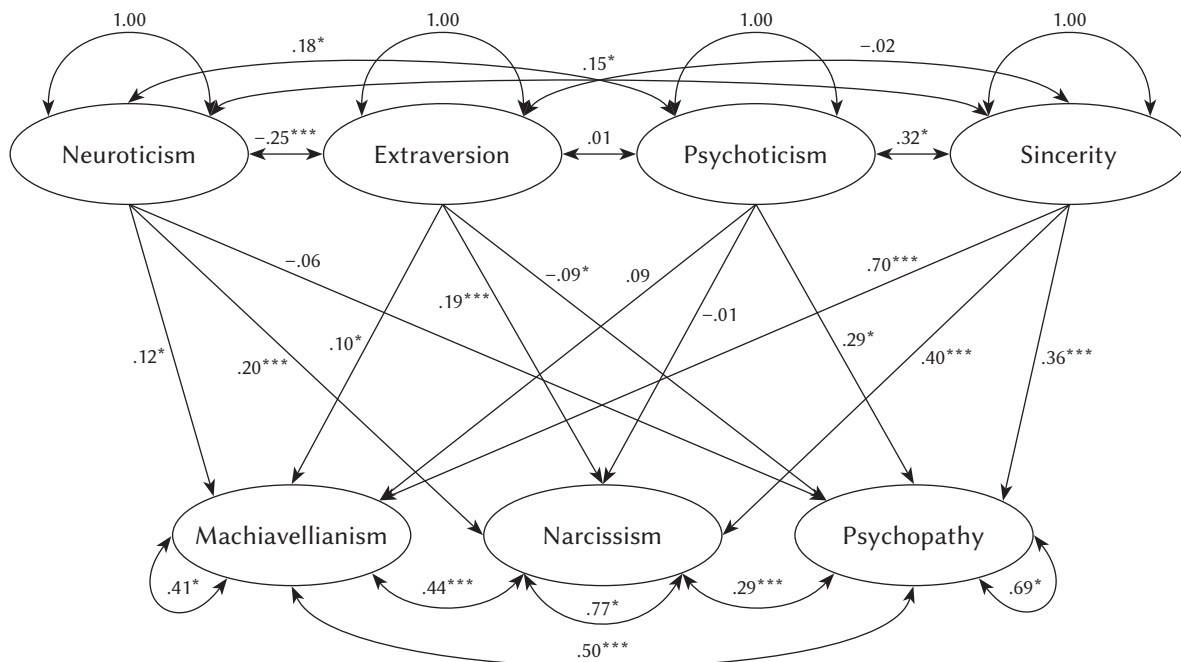 1.00 1.00 1.00 1.00
.18* .15* −.02
Neuroticism −.25*** Extraversion .01 Psychoticism .32* Sincerity
−.06 −.09* .09 .70***
.19*** −.01
.12* .20*** .10* .29* .40*** .36***
Machiavellianism Narcissism Psychopathy
.41* .44*** .77* .29*** .69*
.50***